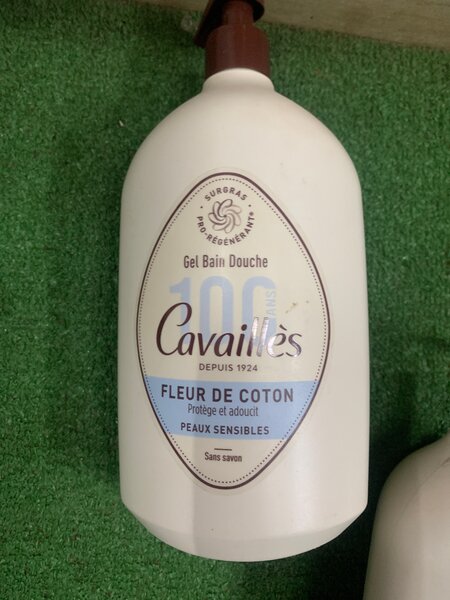 SURGRAS
PRO-RÉGÉNÉRANT®
Gel Bain Douche
100 ANS
Cavaillès
DEPUIS 1924
FLEUR DE COTON
Protège et adoucit
PEAUX SENSIBLES
Sans savon